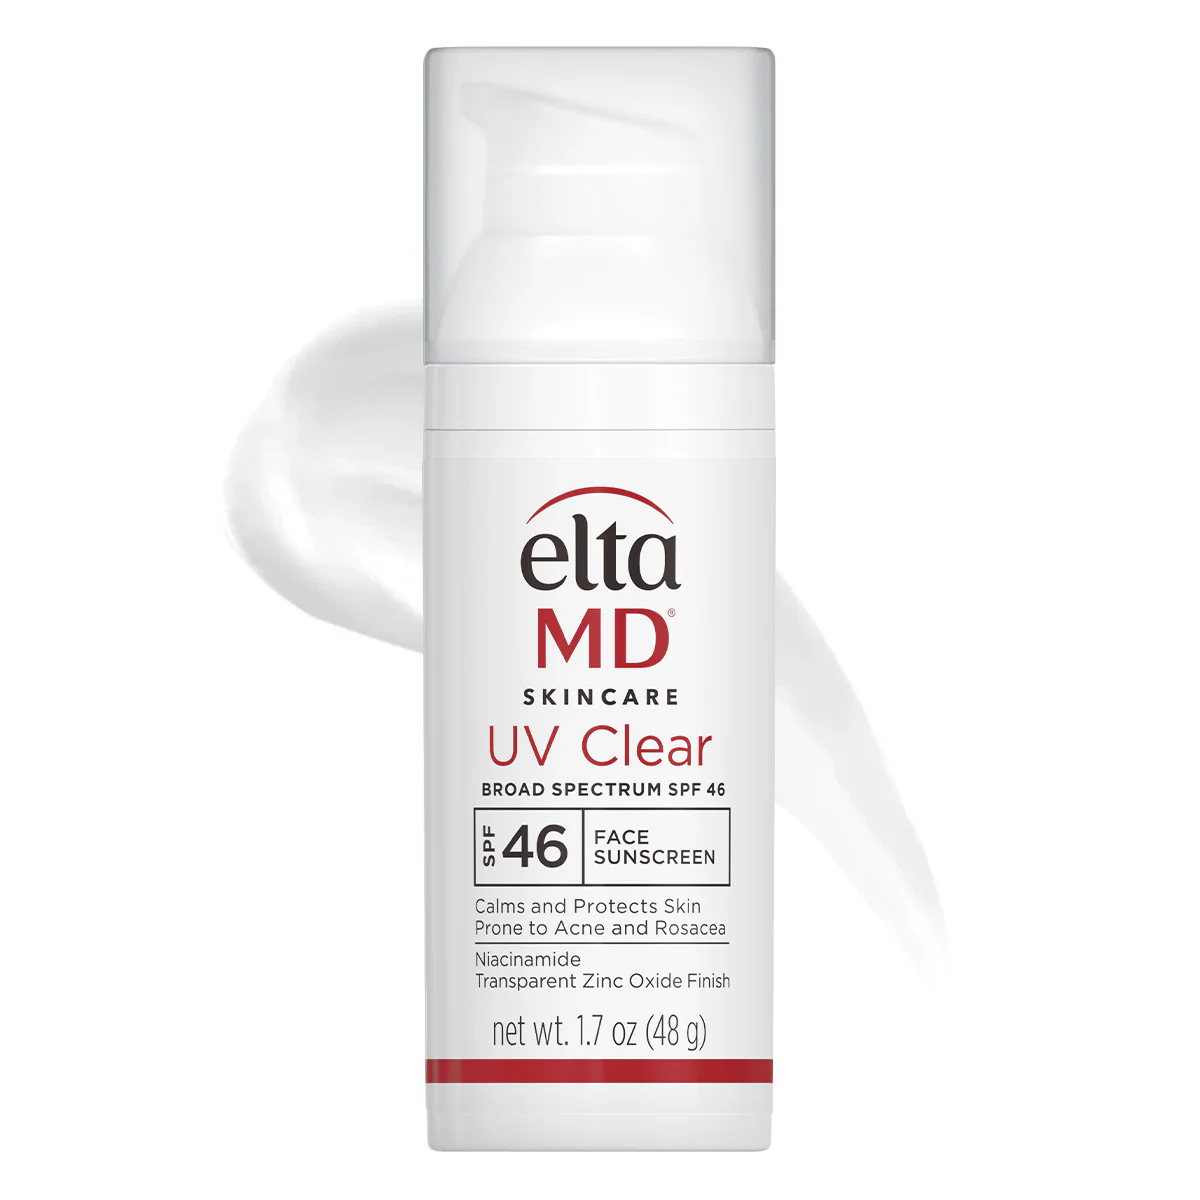 elta
MD®
SKINCARE
UV Clear
BROAD SPECTRUM SPF 46
SPF 46 FACE
SUNSCREEN
Calms and Protects Skin
Prone to Acne and Rosacea
Niacinamide
Transparent Zinc Oxide Finish
net wt. 1.7 oz (48 g)